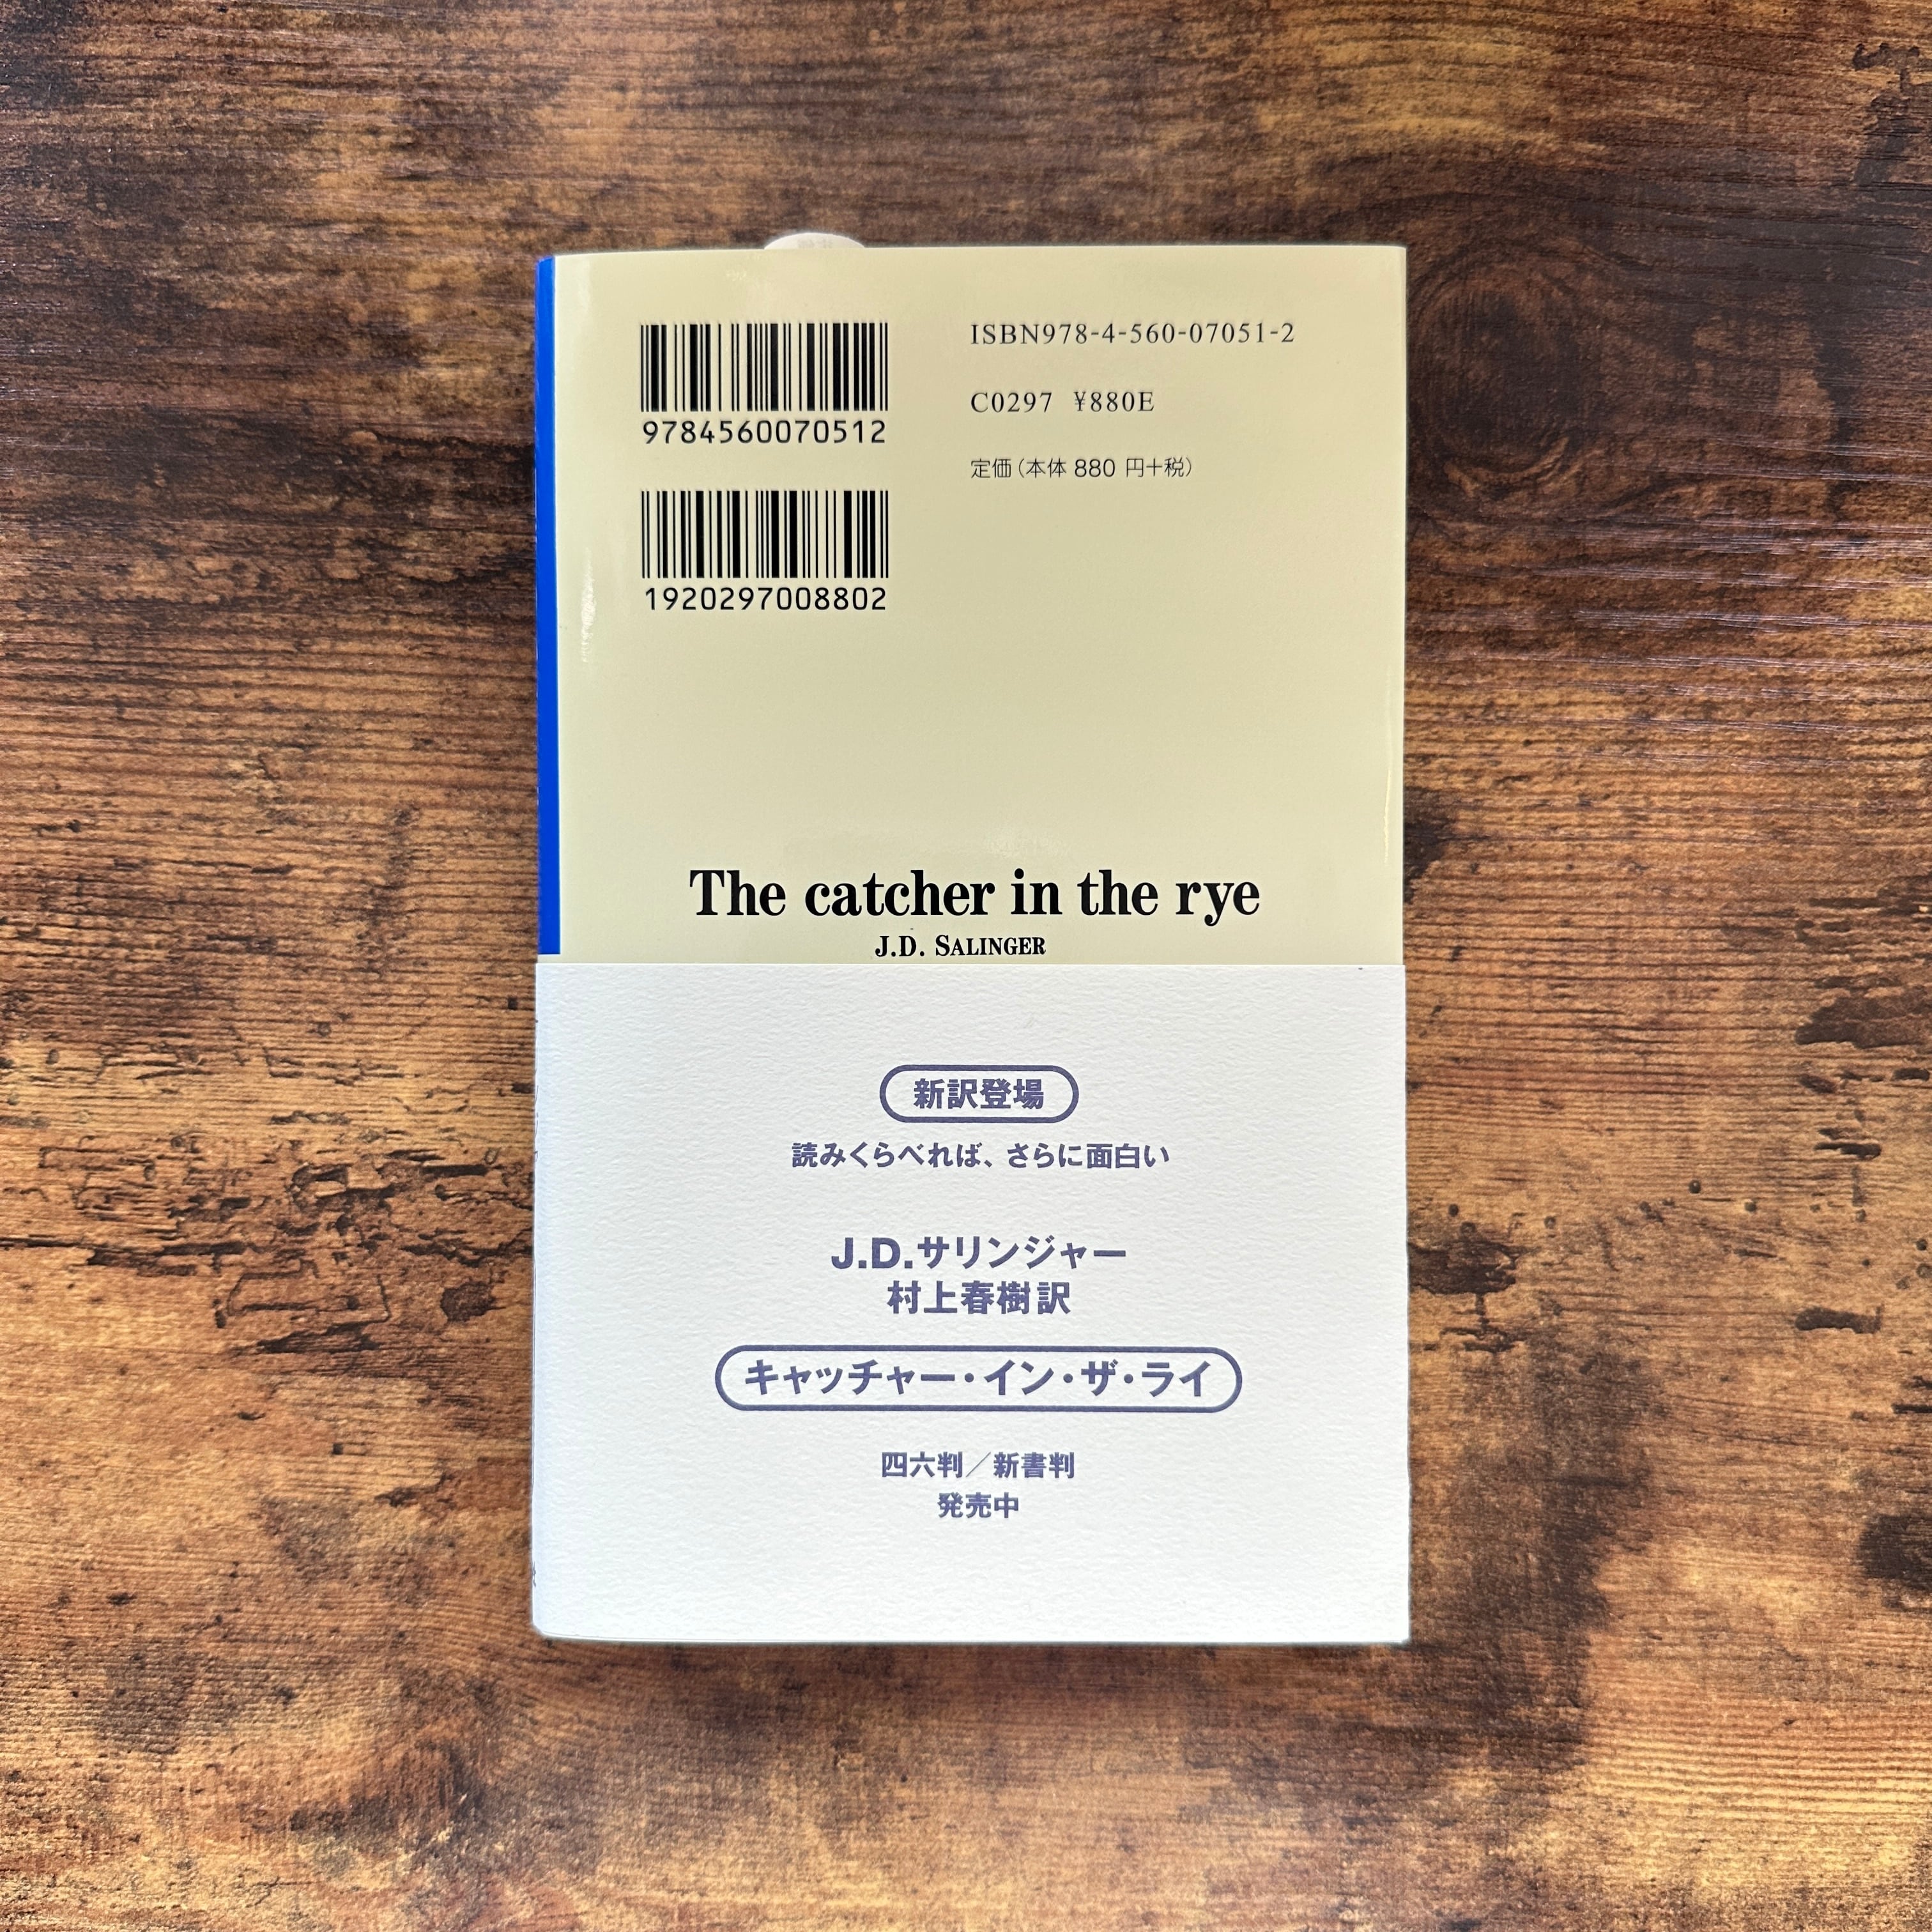 9784560070512
1920297008802
ISBN978-4-560-07051-2
C0297 ¥880E
定価(本体 880 円+税)
The catcher in the rye
J.D. SALINGER
新訳登場
読みくらべれば、さらに面白い
J.D.サリンジャー
村上春樹訳
キャッチャー・イン・ザ・ライ
四六判/新書判
発売中